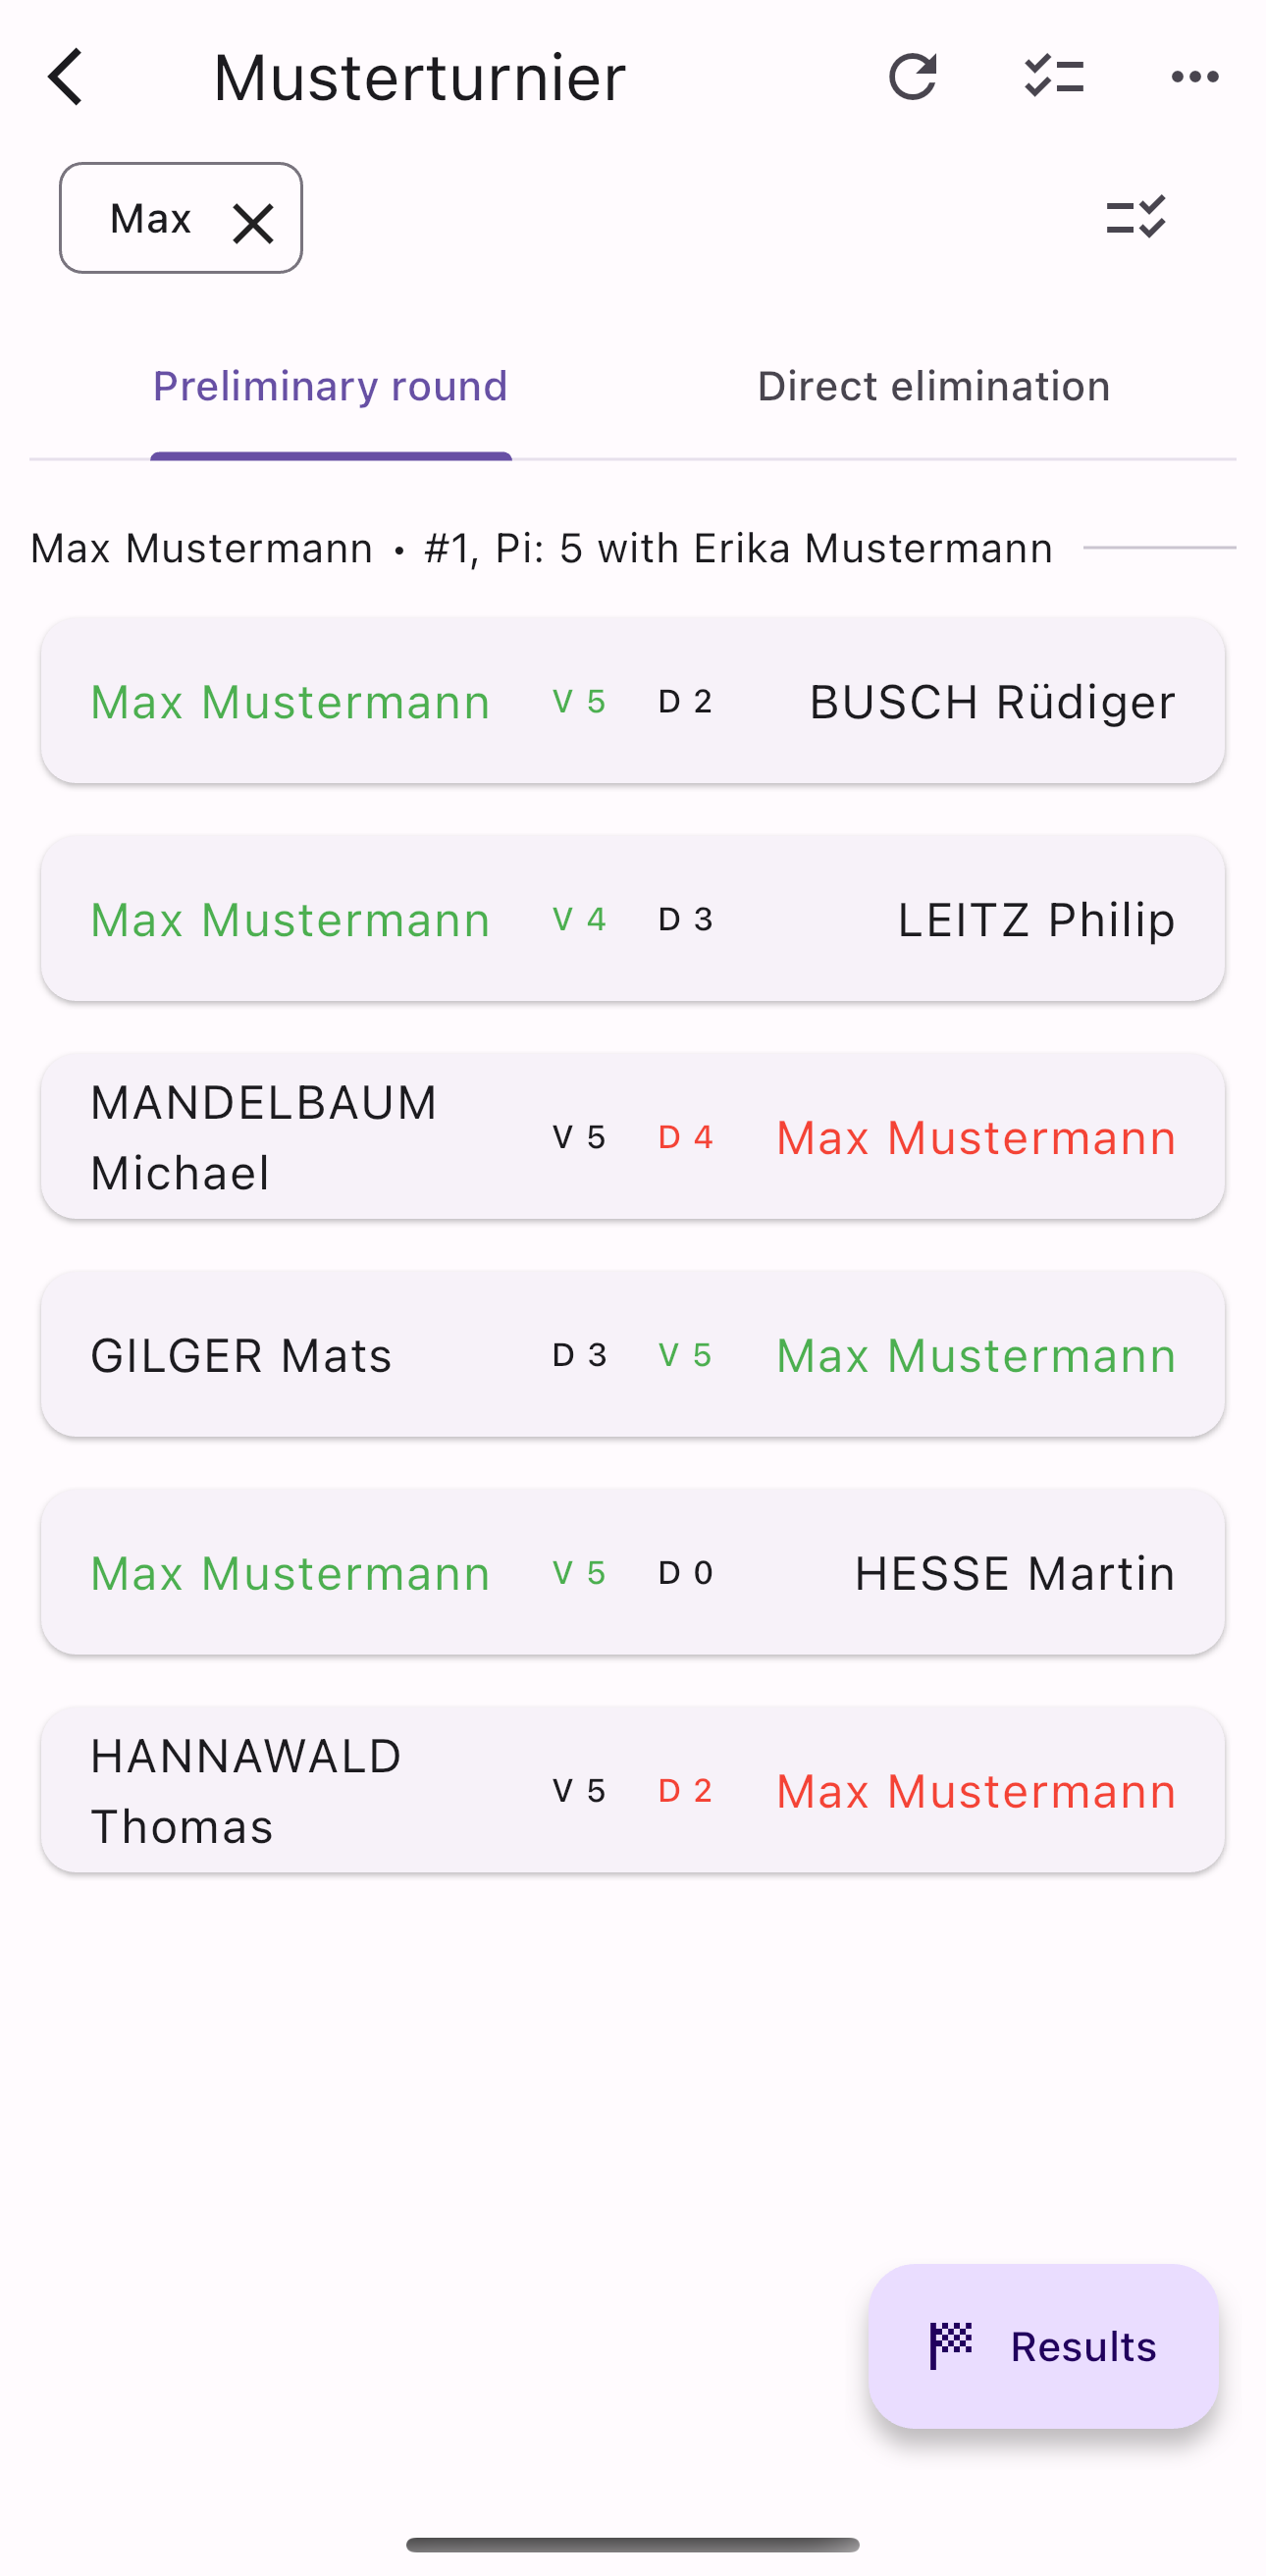 Musterturnier
Max
Preliminary round Direct elimination
Max Mustermann • #1, Pi: 5 with Erika Mustermann
Max Mustermann V 5 D 2 BUSCH Rüdiger
Max Mustermann V 4 D 3 LEITZ Philip
MANDELBAUM
Michael V 5 D 4 Max Mustermann
GILGER Mats D 3 V 5 Max Mustermann
Max Mustermann V 5 D 0 HESSE Martin
HANNAWALD
Thomas V 5 D 2 Max Mustermann
Results